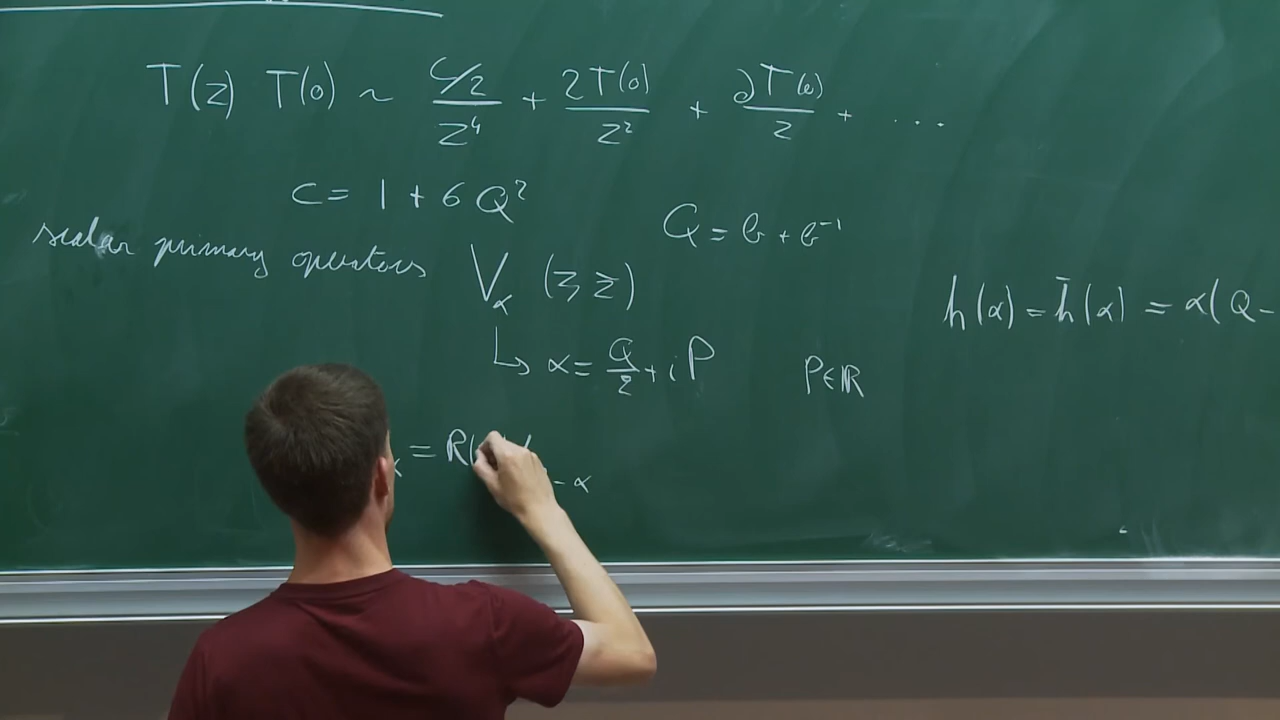 T(z) T(0) ~ C/2 / z⁴ + 2T(0) / z² + ∂T(0) / z + ...
C = 1 + 6 Q²
Q = b + b⁻¹
scalar primary operators V_α (z, z̄)
h(α) = h̄(α) = α(Q -
↳ α = Q/2 + i P P∈ℝ
α = R( - α